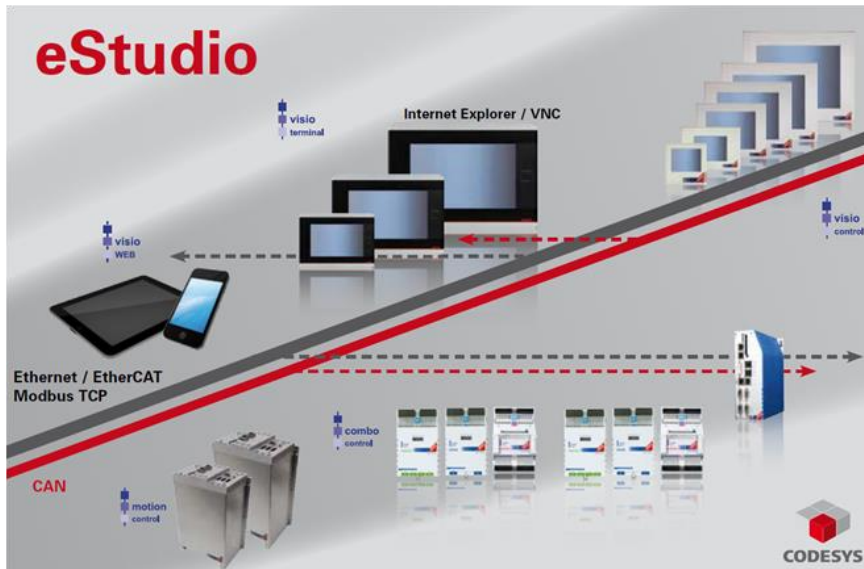 eStudio
visio
terminal
Internet Explorer / VNC
visio
control
visio
WEB
Ethernet / EtherCAT
Modbus TCP
combo
control
CAN
motion
control
CODESYS